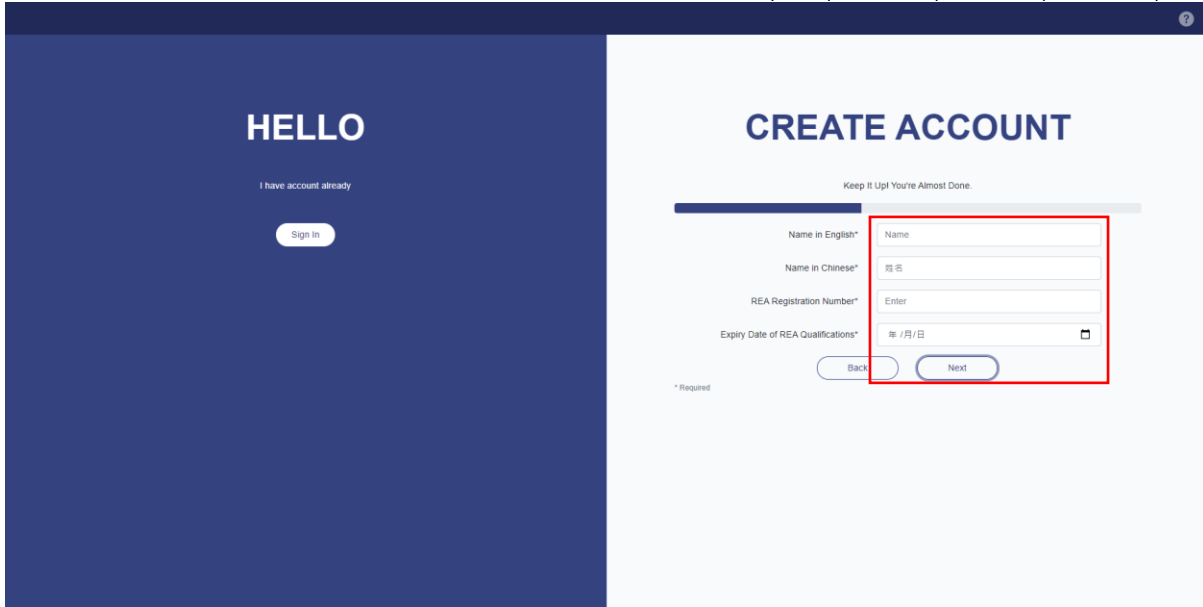 ?
HELLO
I have account already
Sign In
CREATE ACCOUNT
Keep It Up! You're Almost Done.
Name in English*
Name
Name in Chinese*
姓名
REA Registration Number*
Enter
Expiry Date of REA Qualifications*
年 /月/日
Back
Next
* Required